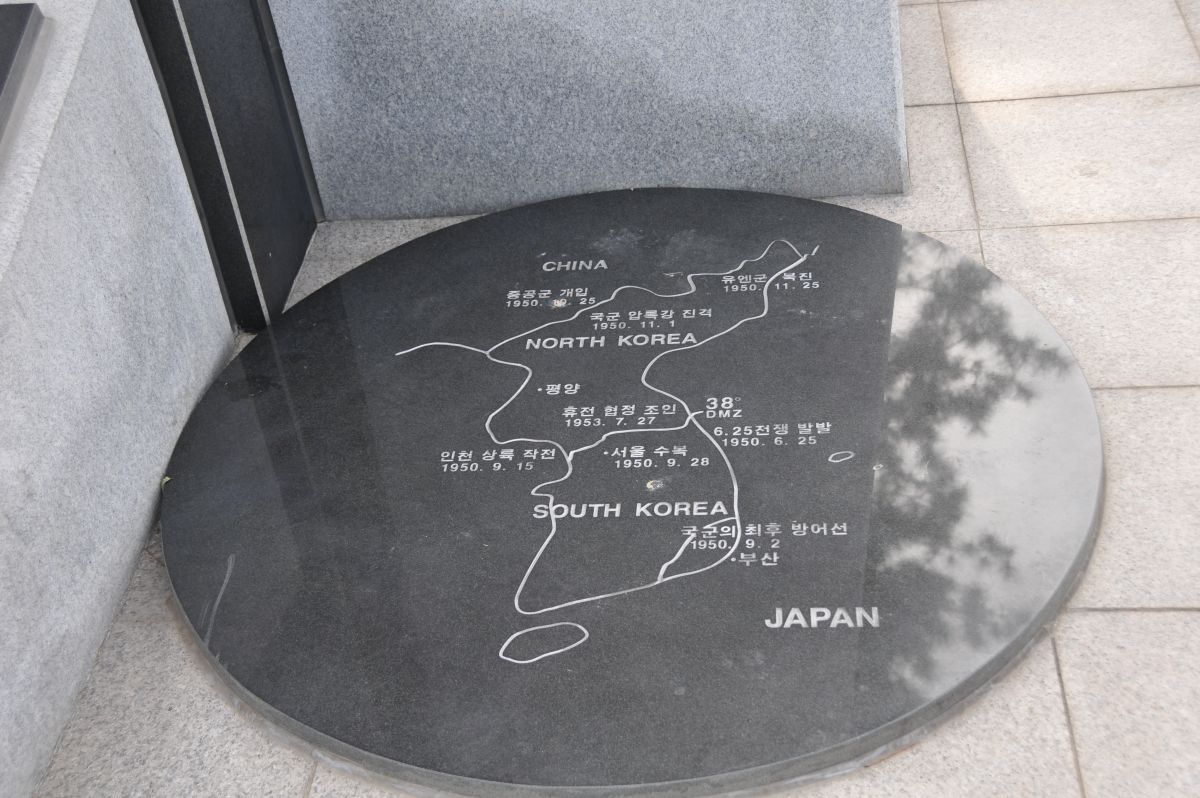 CHINA
중공군 개입
1950. 25
유엔군 북진
1950. 11. 25
국군 압록강 진격
1950. 11. 1
NORTH KOREA
평양
휴전 협정 조인
1953. 7. 27
38°
DMZ
6.25전쟁 발발
1950. 6. 25
인천 상륙 작전
1950. 9. 15
서울 수복
1950. 9. 28
SOUTH KOREA
국군의 최후 방어선
1950. 9. 2
부산
JAPAN